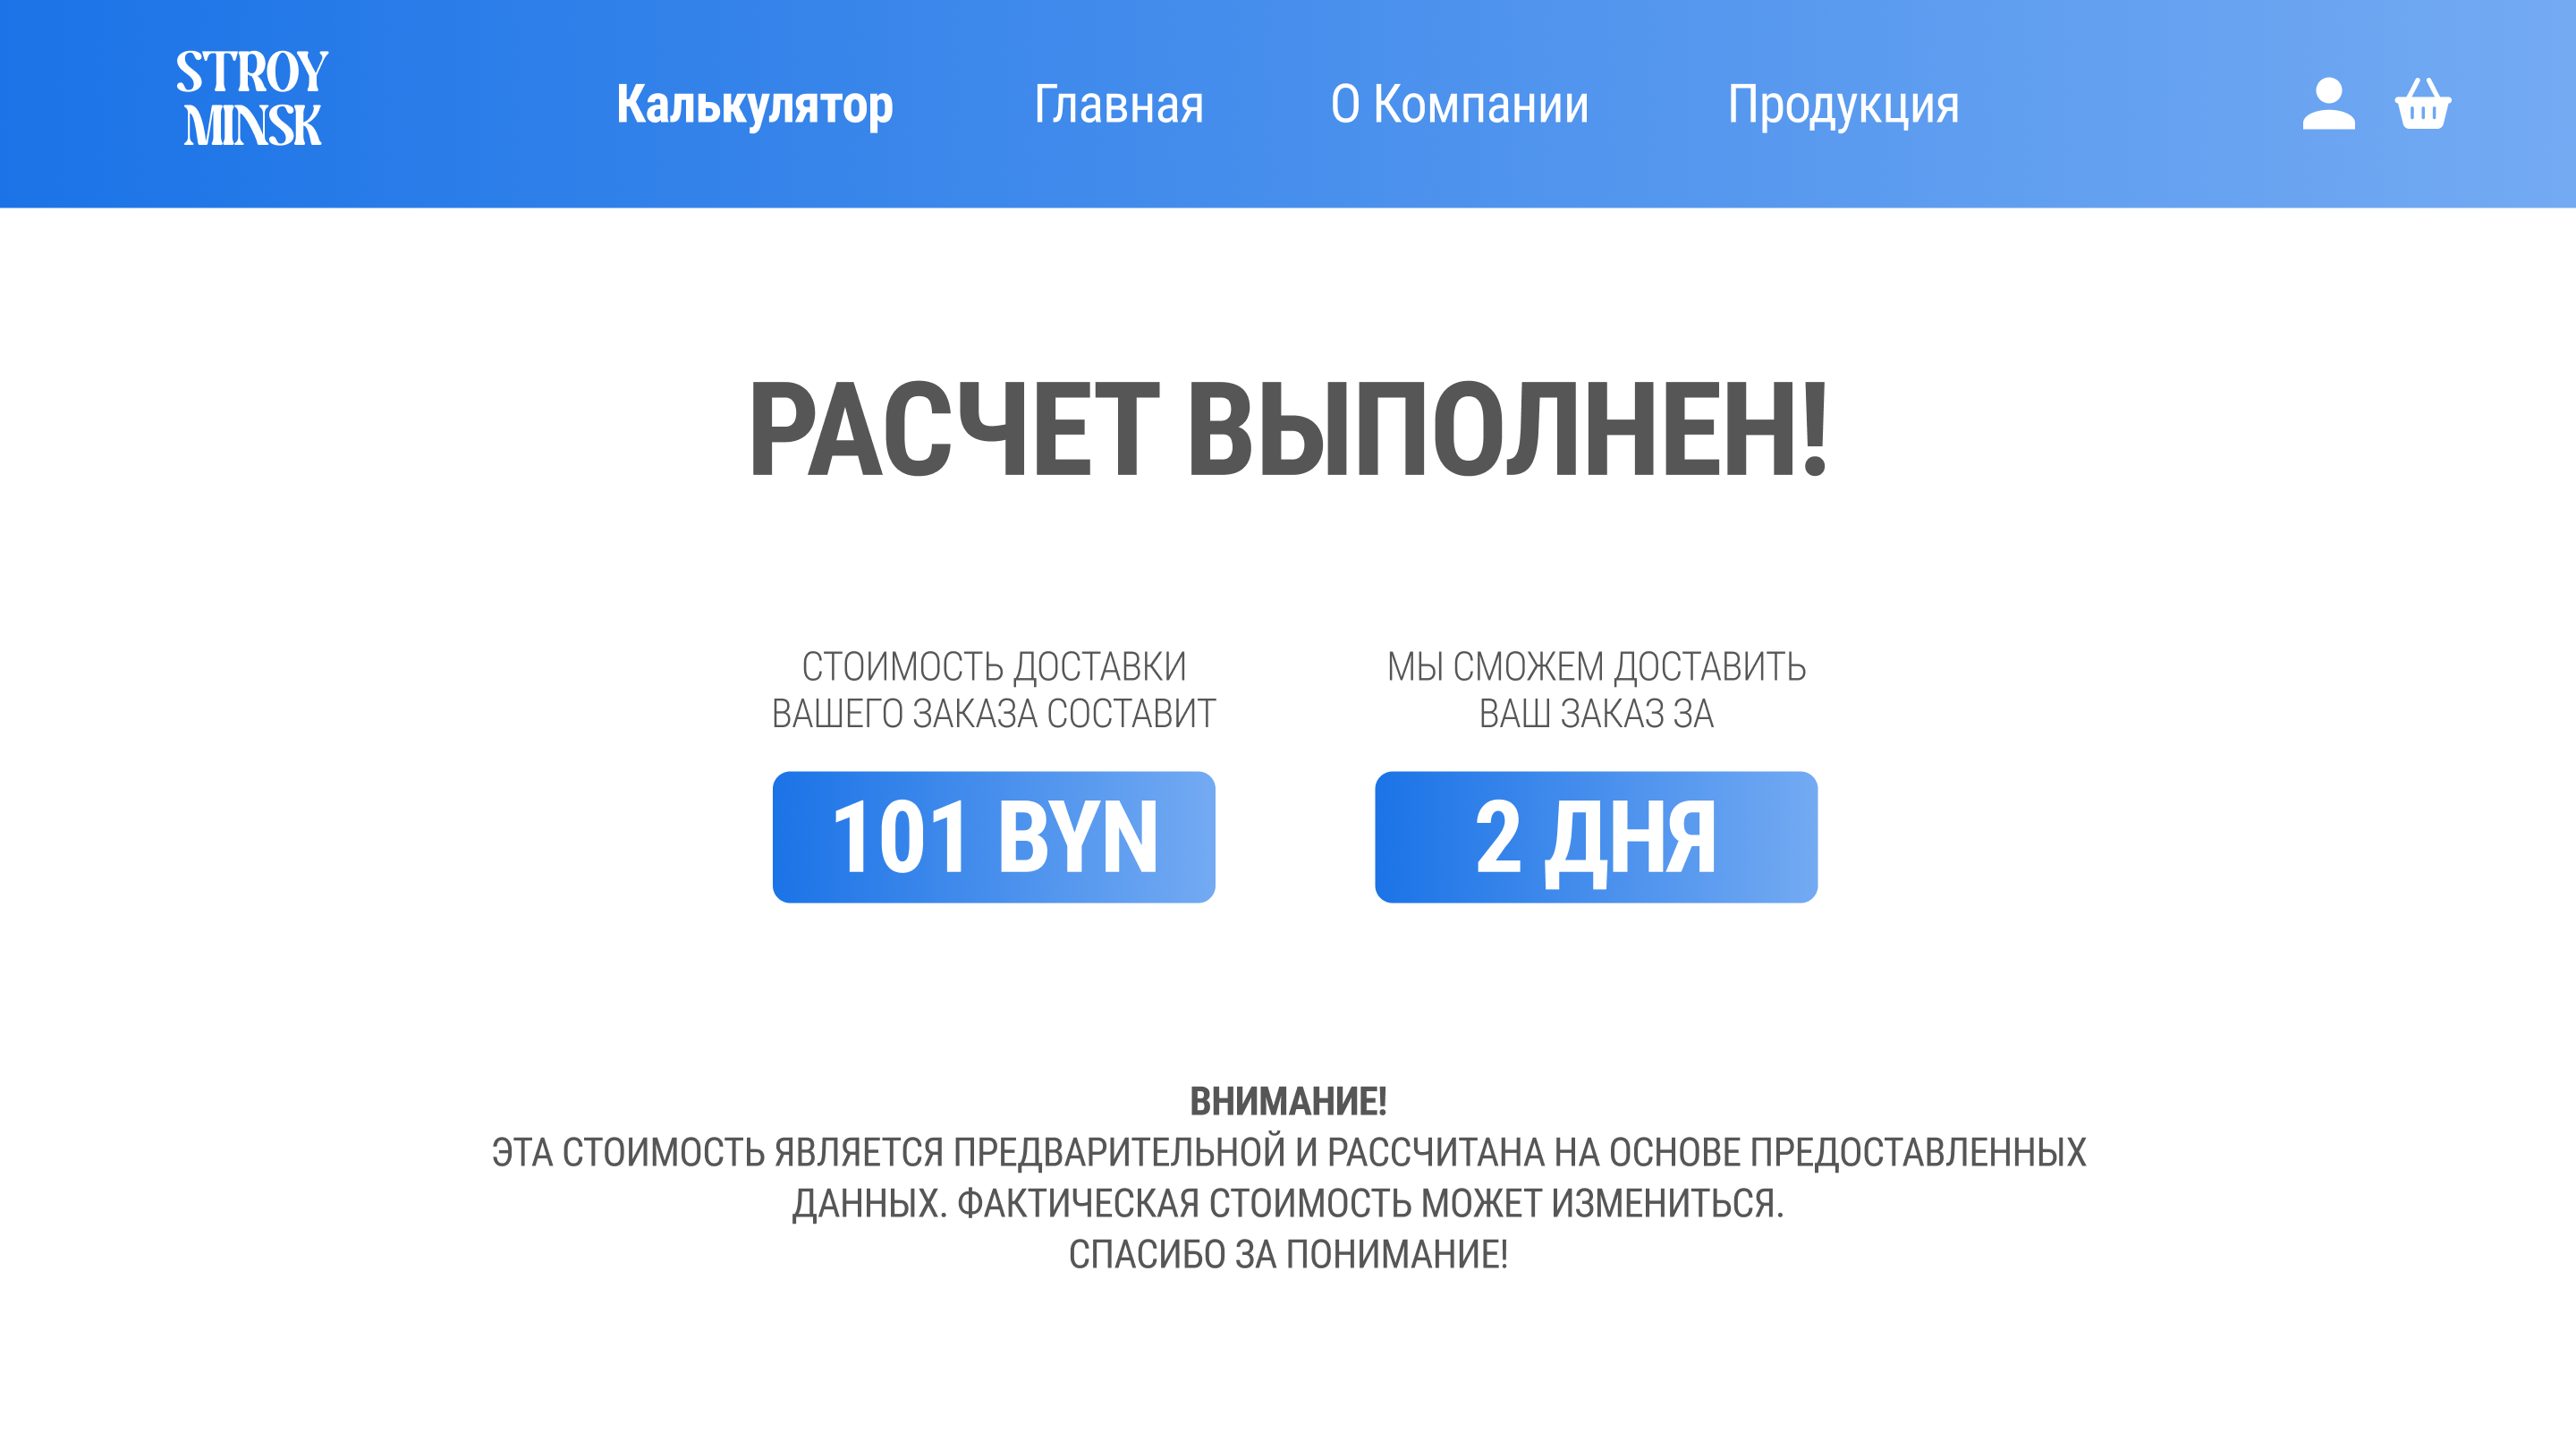 STROY
MINSK
Калькулятор Главная О Компании Продукция
РАСЧЕТ ВЫПОЛНЕН!
СТОИМОСТЬ ДОСТАВКИ
ВАШЕГО ЗАКАЗА СОСТАВИТ
101 BYN
МЫ СМОЖЕМ ДОСТАВИТЬ
ВАШ ЗАКАЗ ЗА
2 ДНЯ
ВНИМАНИЕ!
ЭТА СТОИМОСТЬ ЯВЛЯЕТСЯ ПРЕДВАРИТЕЛЬНОЙ И РАССЧИТАНА НА ОСНОВЕ ПРЕДОСТАВЛЕННЫХ
ДАННЫХ. ФАКТИЧЕСКАЯ СТОИМОСТЬ МОЖЕТ ИЗМЕНИТЬСЯ.
СПАСИБО ЗА ПОНИМАНИЕ!